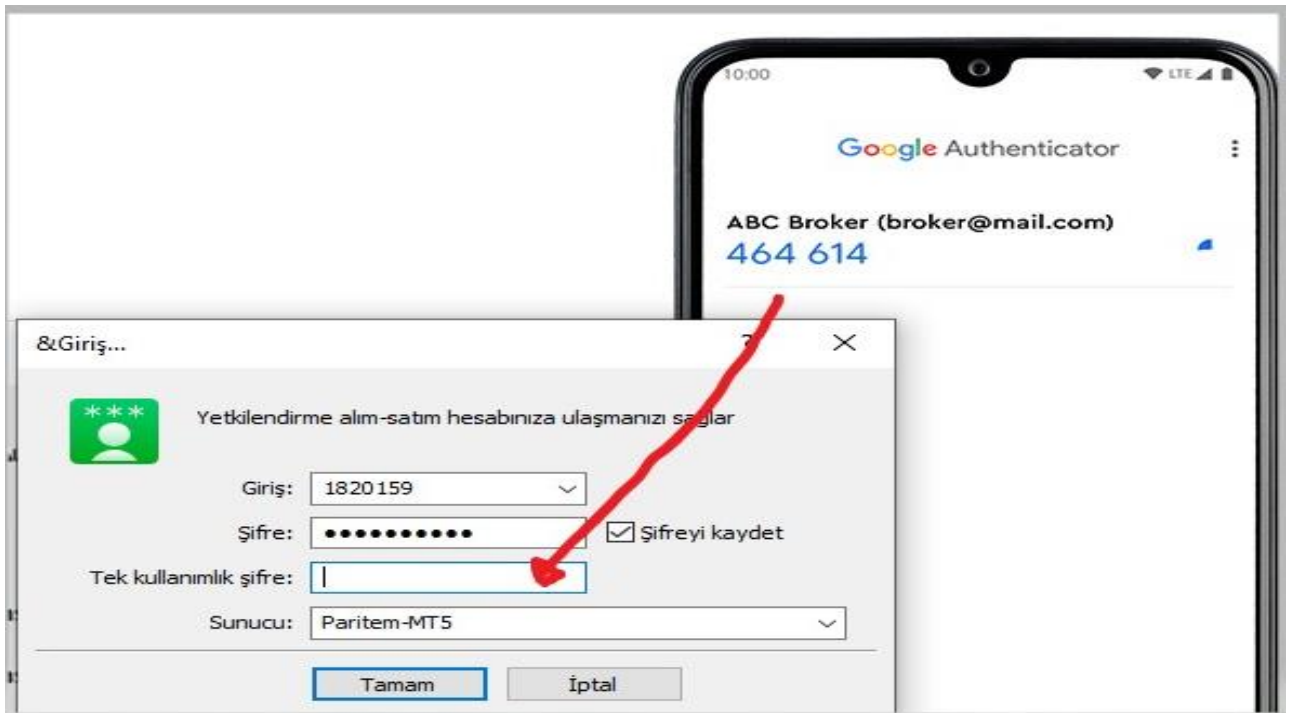 10:00
LTE
Google Authenticator
ABC Broker (broker@mail.com)
464 614
&Giriş...
Yetkilendirme alım-satım hesabınıza ulaşmanızı sağlar
Giriş: 1820159
Şifre: ●●●●●●●●●● Şifreyi kaydet
Tek kullanımlık şifre:
Sunucu: Paritem-MT5
Tamam İptal